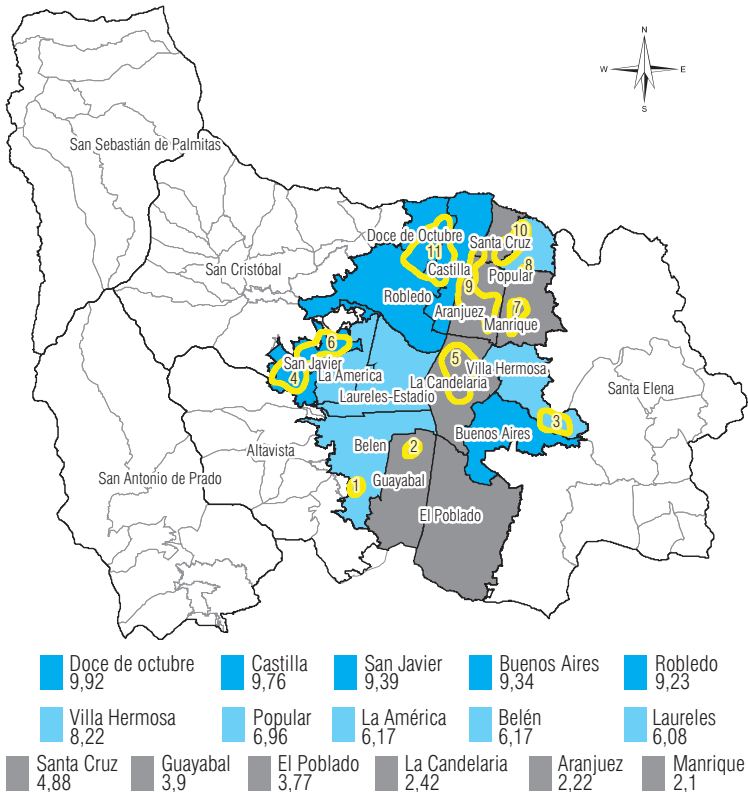 N
W E
S
San Sebastián de Palmitas
10
Doce de Octubre
Santa Cruz
11
8
San Cristóbal
Castilla
Popular
9
Robledo
7
Aranjuez
Manrique
6
5
San Javier
Villa Hermosa
4
La America
La Candelaria
Santa Elena
Laureles-Estadio
3
Buenos Aires
2
Belen
Altavista
San Antonio de Prado
1
Guayabal
El Poblado
Doce de octubre Castilla San Javier Buenos Aires Robledo
9,92 9,76 9,39 9,34 9,23
Villa Hermosa Popular La América Belén Laureles
8,22 6,96 6,17 6,17 6,08
Santa Cruz Guayabal El Poblado La Candelaria Aranjuez Manrique
4,88 3,9 3,77 2,42 2,22 2,1